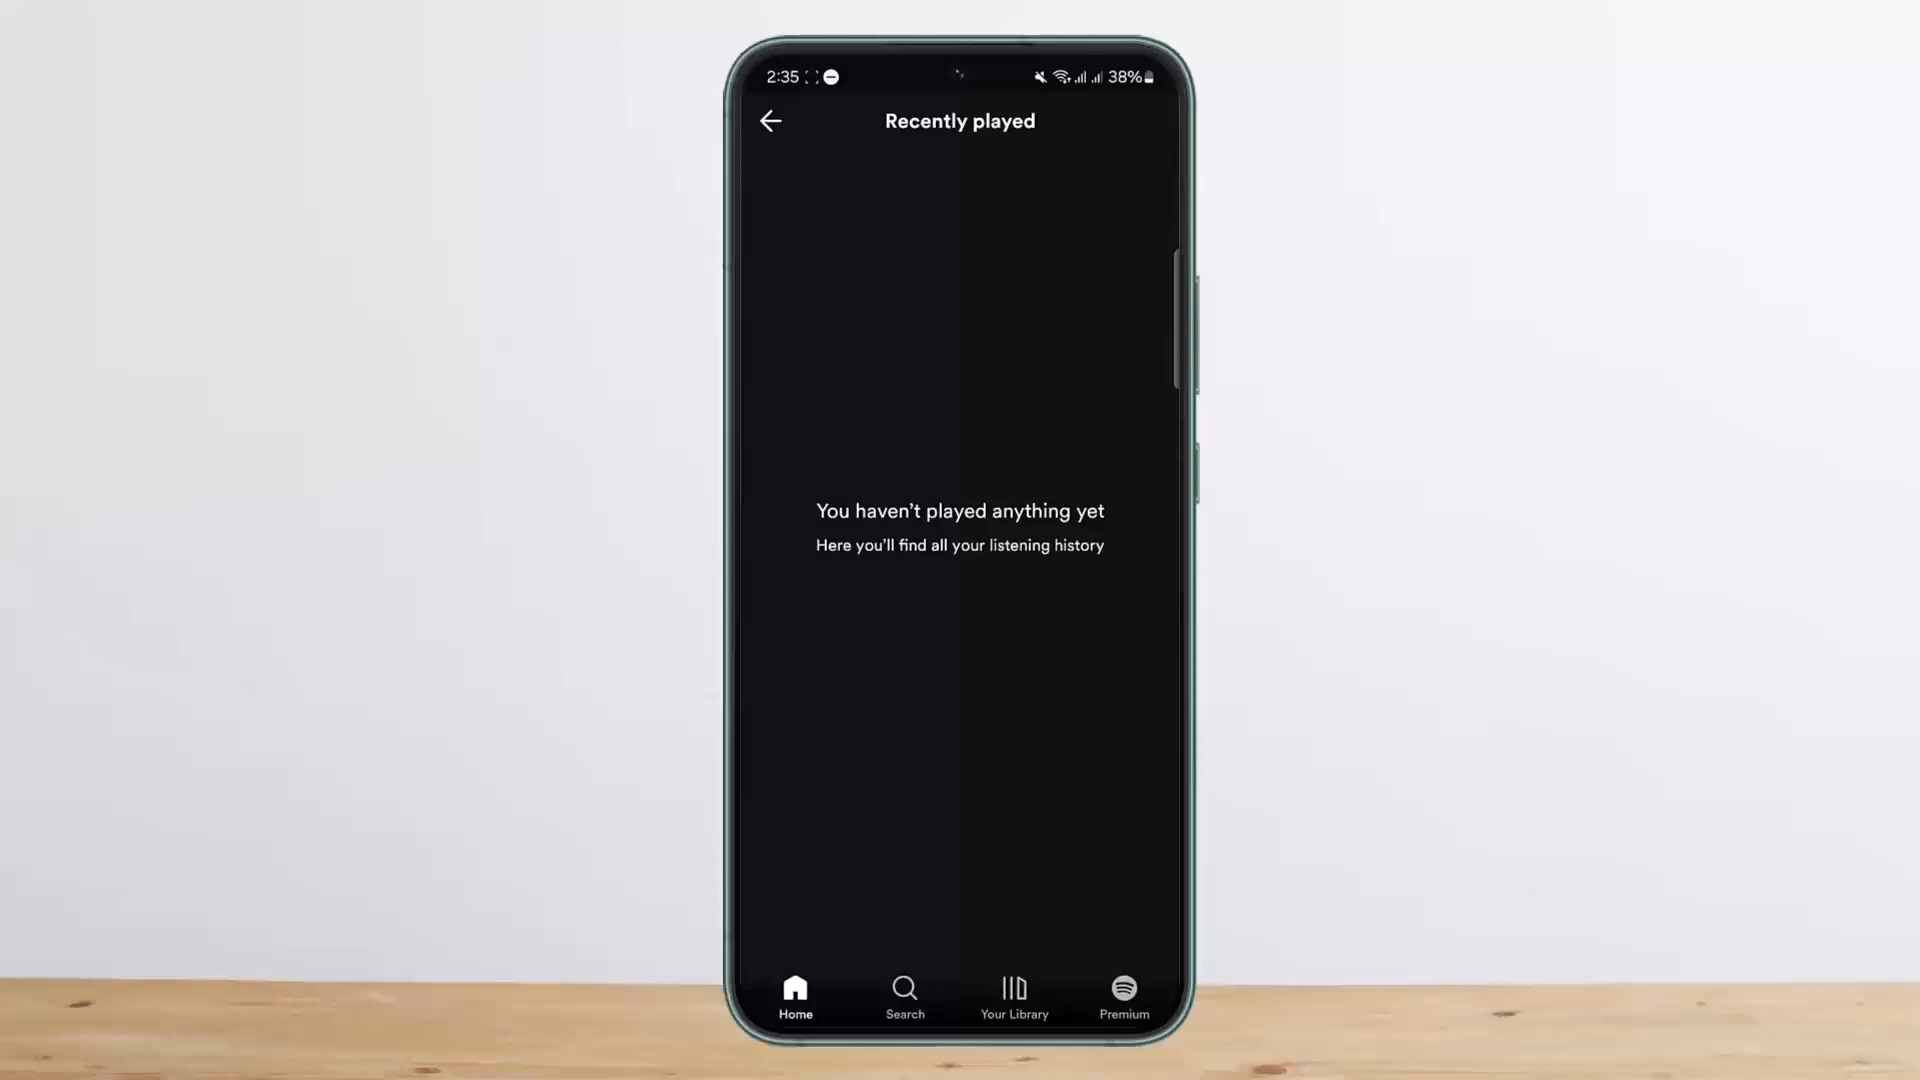 2:35
38%
Recently played
You haven't played anything yet
Here you'll find all your listening history
Home
Search
Your Library
Premium